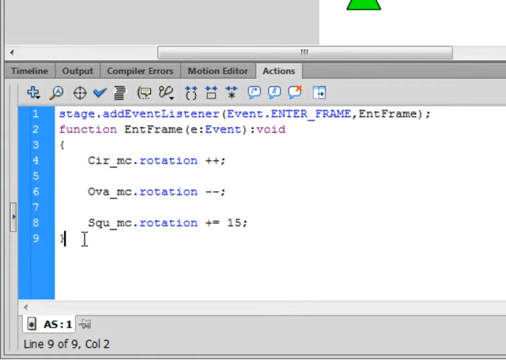 Timeline Output Compiler Errors Motion Editor Actions
1 stage.addEventListener(Event.ENTER_FRAME,EntFrame);
2 function EntFrame(e:Event):void
3 {
4 Cir_mc.rotation ++;
5
6 Ova_mc.rotation --;
7
8 Squ_mc.rotation += 15;
9 }
A5:1
Line 9 of 9, Col 2